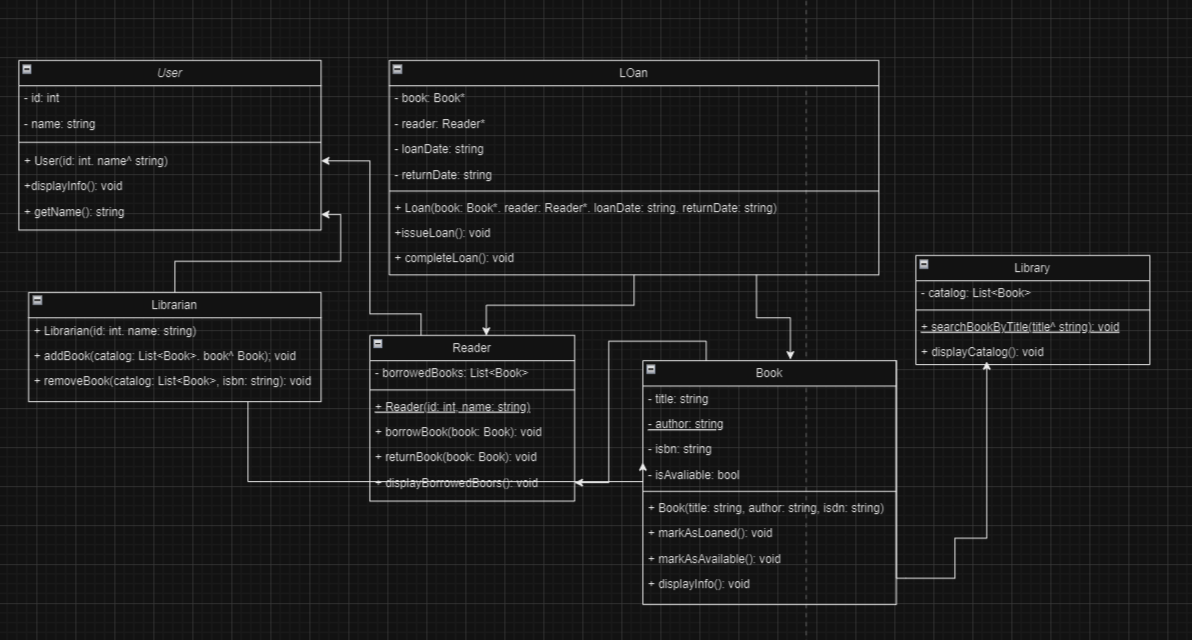 User
- id: int
- name: string
+ User(id: int. name^ string)
+displayInfo(): void
+ getName(): string
LOan
- book: Book*
- reader: Reader*
- loanDate: string
- returnDate: string
+ Loan(book: Book*. reader: Reader*. loanDate: string. returnDate: string)
+issueLoan(): void
+ completeLoan(): void
Library
- catalog: List<Book>
+ searchBookByTitle(title^ string): void
+ displayCatalog(): void
Librarian
+ Librarian(id: int. name: string)
+ addBook(catalog: List<Book>. book^ Book); void
+ removeBook(catalog: List<Book>, isbn: string): void
Reader
- borrowedBooks: List<Book>
+ Reader(id: int, name: string)
+ borrowBook(book: Book): void
+ returnBook(book: Book): void
+ displayBorrowedBoors(): void
Book
- title: string
- author: string
- isbn: string
- isAvaliable: bool
+ Book(title: string, author: string, isdn: string)
+ markAsLoaned(): void
+ markAsAvailable(): void
+ displayInfo(): void